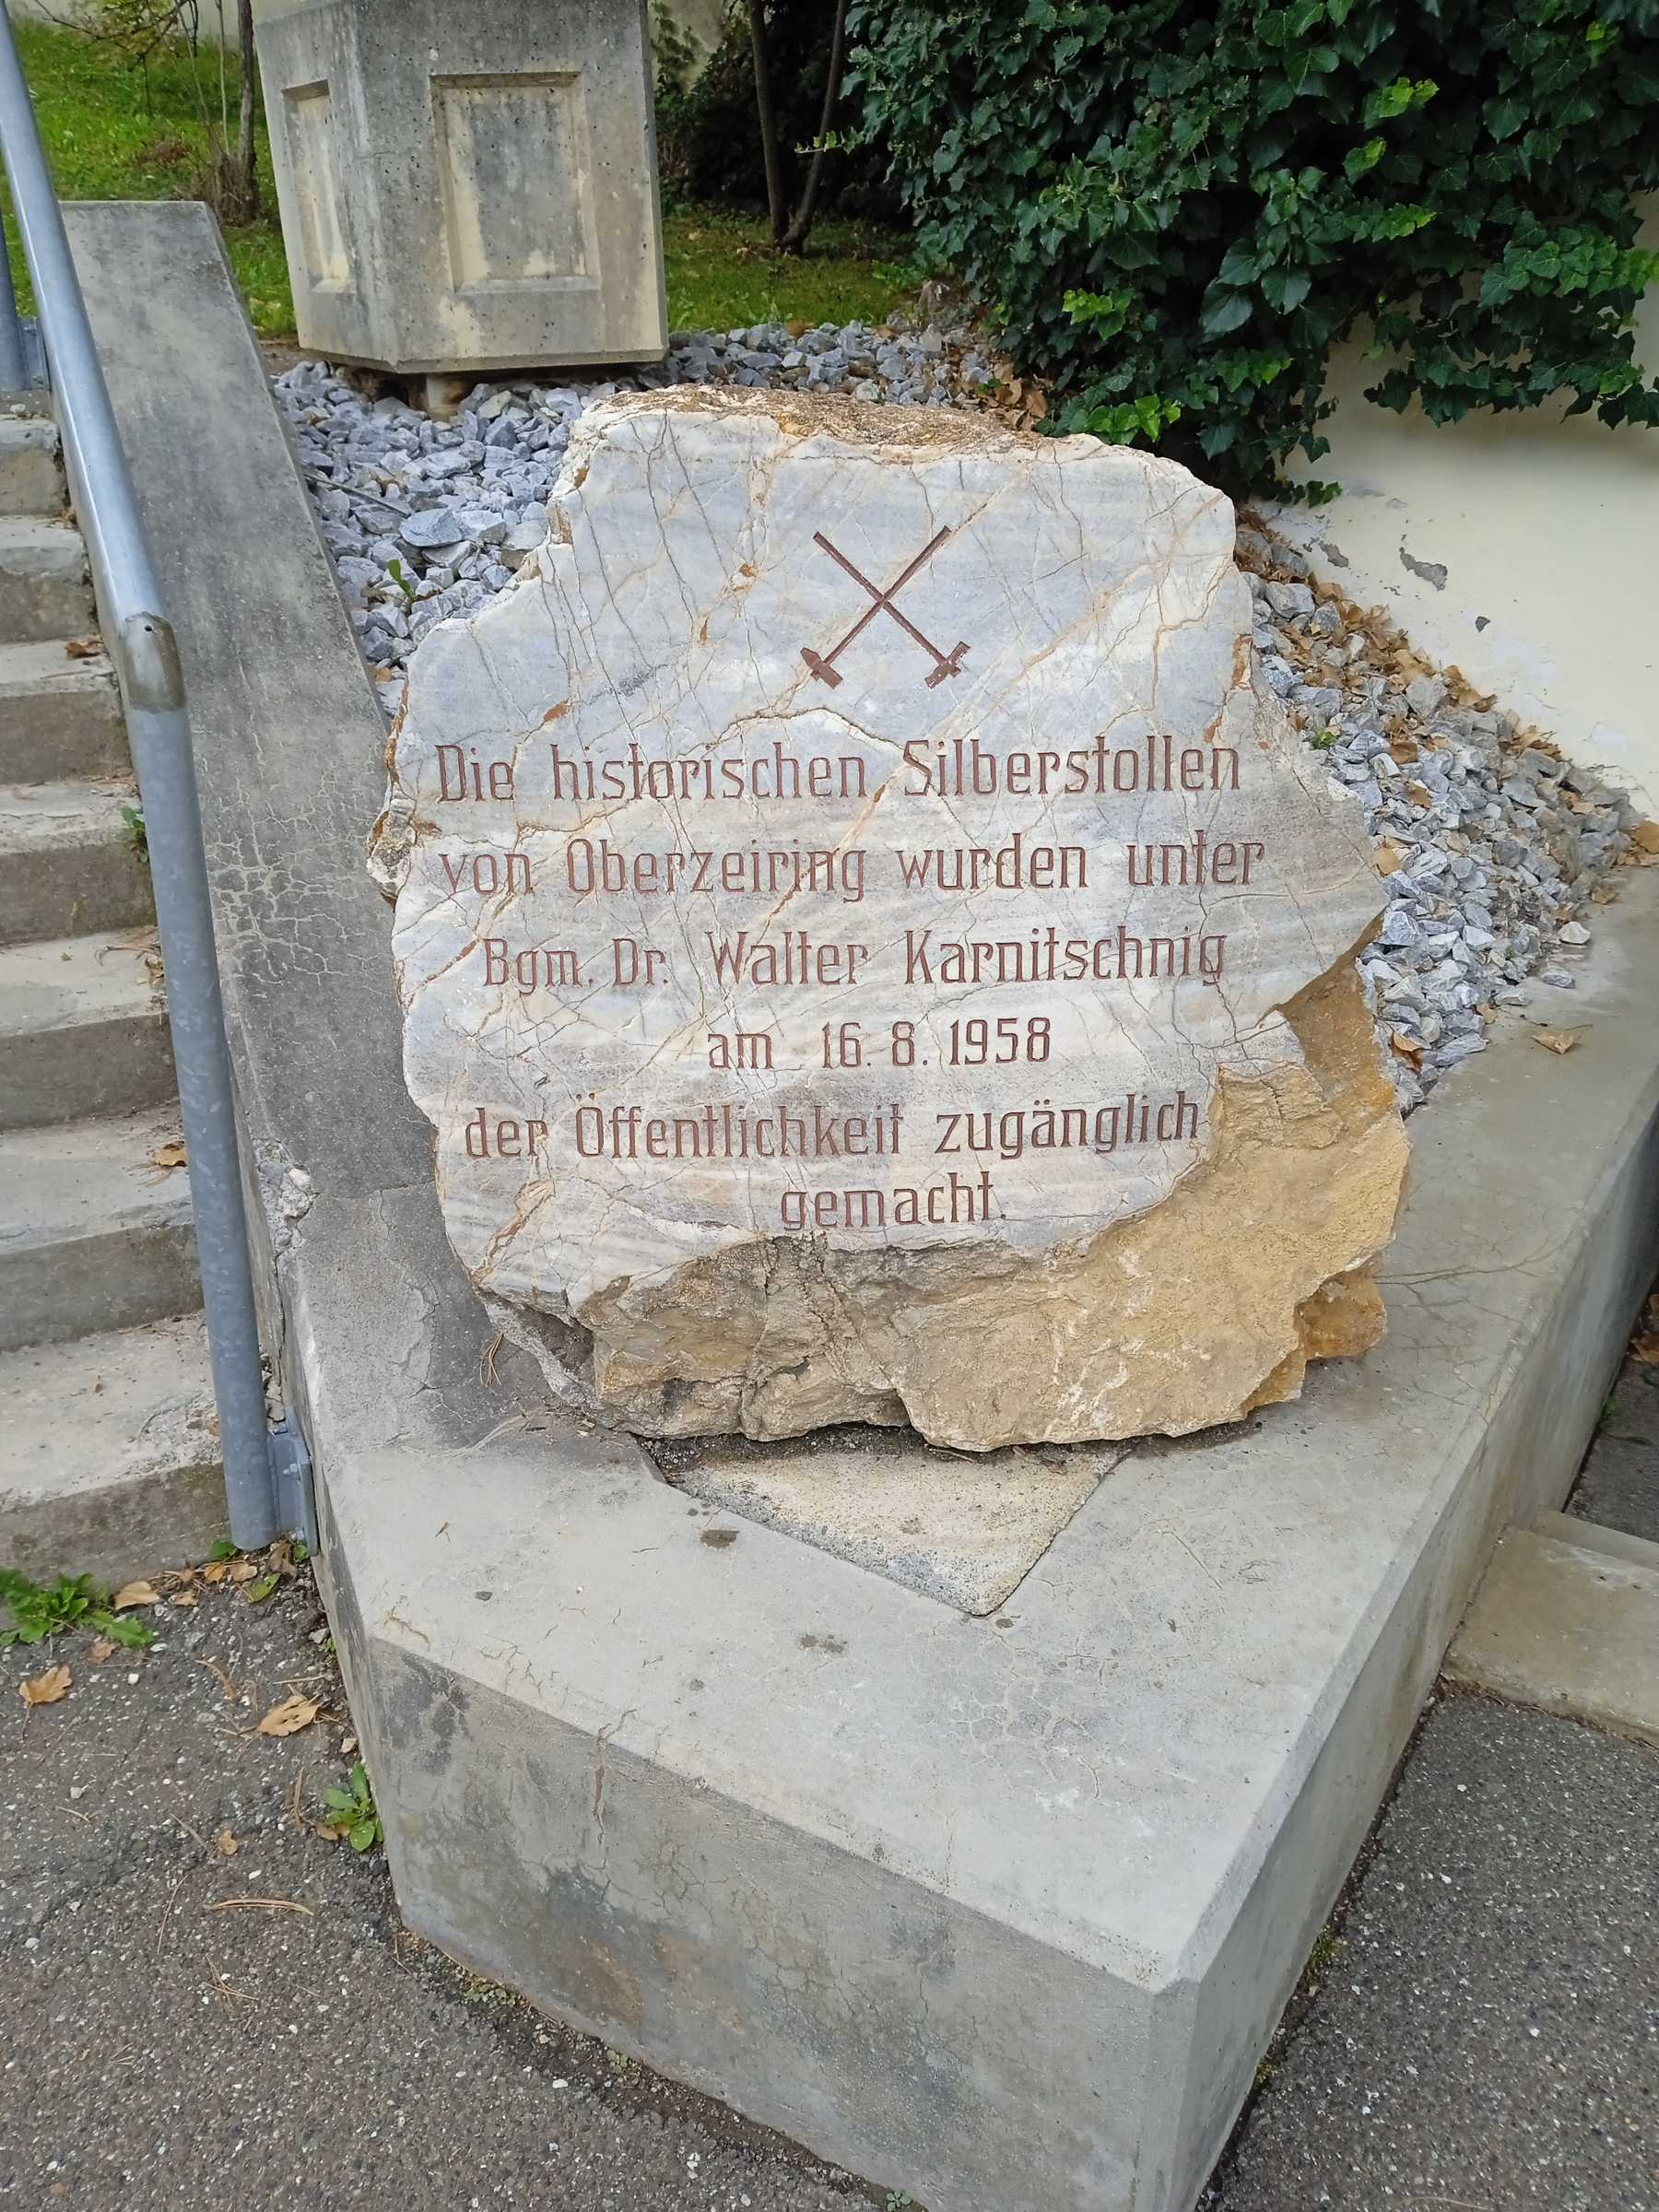 Die historischen Silberstollen
von Oberzeiring wurden unter
Bgm. Dr. Walter Karnitschnig
am 16. 8. 1958
der Öffentlichkeit zugänglich
gemacht.